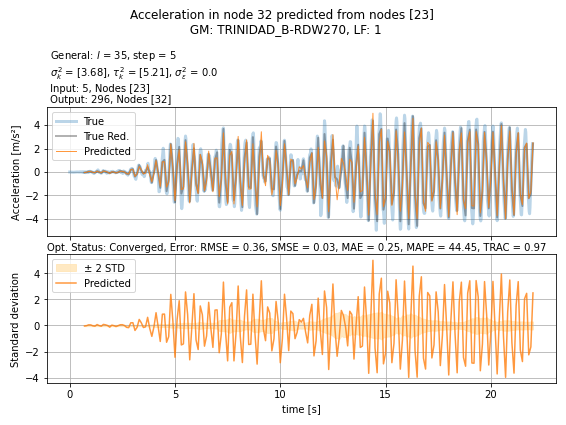 Acceleration in node 32 predicted from nodes [23]
GM: TRINIDAD_B-RDW270, LF: 1
General: l = 35, step = 5
σ²ₖ = [3.68], τ²ₖ = [5.21], σ²ε = 0.0
Input: 5, Nodes [23]
Output: 296, Nodes [32]
True
True Red.
Predicted
Acceleration [m/s²]
4
2
0
−2
−4
Opt. Status: Converged, Error: RMSE = 0.36, SMSE = 0.03, MAE = 0.25, MAPE = 44.45, TRAC = 0.97
± 2 STD
Predicted
Standard deviation
4
2
0
−2
−4
0 5 10 15 20
time [s]